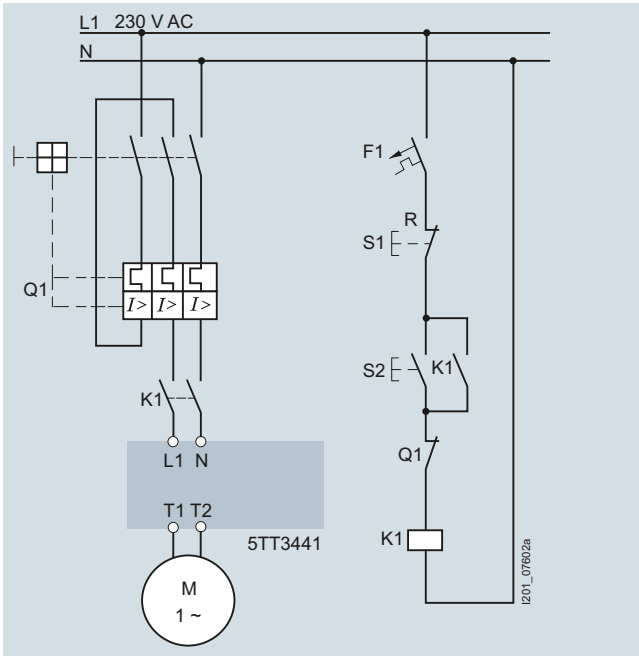 L1 230 V AC
N
F1
R
S1
Q1
I> I> I>
S2 K1
K1
Q1
L1 N
T1 T2
5TT3441
K1
M
1 ~
I201_07602a